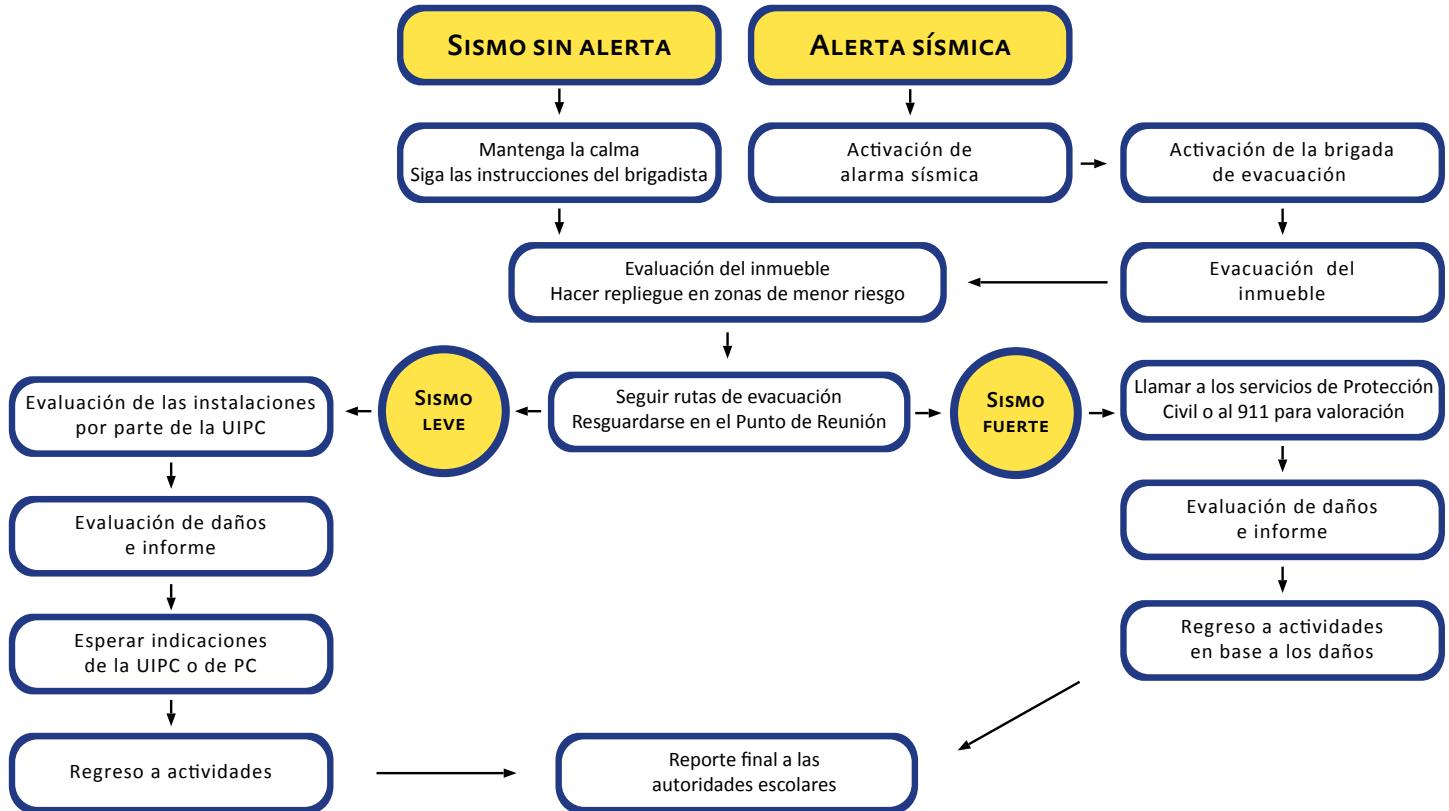 SISMO SIN ALERTA
ALERTA SÍSMICA
Mantenga la calma
Siga las instrucciones del brigadista
Activación de
alarma sísmica
Activación de la brigada
de evacuación
Evaluación del inmueble
Hacer repliegue en zonas de menor riesgo
Evacuación del
inmueble
Evaluación de las instalaciones
por parte de la UIPC
SISMO
LEVE
Seguir rutas de evacuación
Resguardarse en el Punto de Reunión
SISMO
FUERTE
Llamar a los servicios de Protección
Civil o al 911 para valoración
Evaluación de daños
e informe
Evaluación de daños
e informe
Esperar indicaciones
de la UIPC o de PC
Regreso a actividades
en base a los daños
Regreso a actividades
Reporte final a las
autoridades escolares